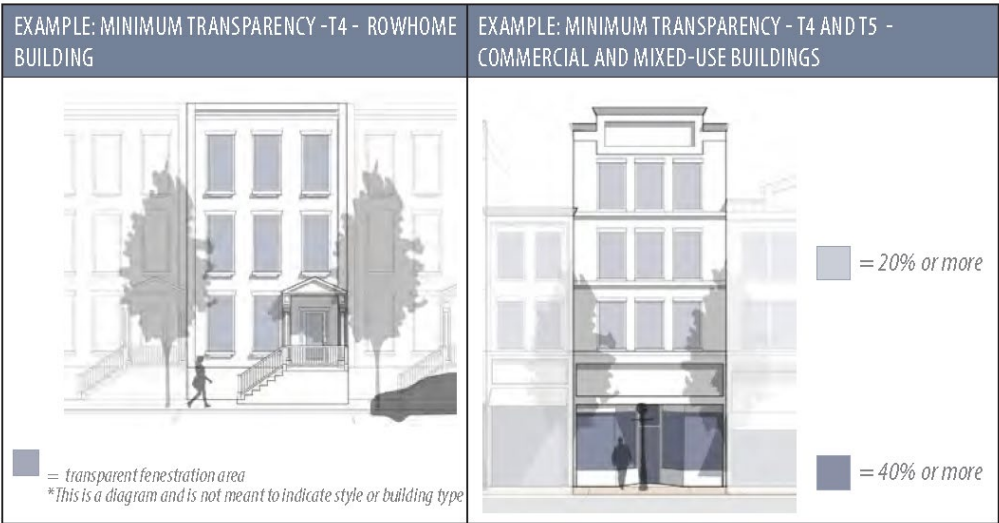 EXAMPLE: MINIMUM TRANSPARENCY -T4 - ROWHOME
BUILDING
EXAMPLE: MINIMUM TRANSPARENCY - T4 AND T5 -
COMMERCIAL AND MIXED-USE BUILDINGS
= 20% or more
= transparent fenestration area
*This is a diagram and is not meant to indicate style or building type
= 40% or more